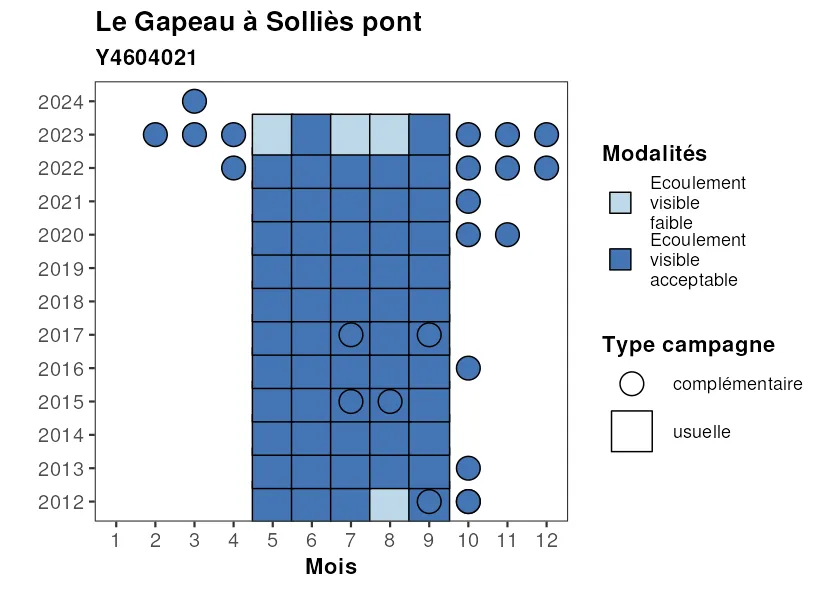 Le Gapeau à Solliès pont
Y4604021
2024
2023
2022
2021
2020
2019
2018
2017
2016
2015
2014
2013
2012
1 2 3 4 5 6 7 8 9 10 11 12
Mois
Modalités
Ecoulement
visible
faible
Ecoulement
visible
acceptable
Type campagne
complémentaire
usuelle